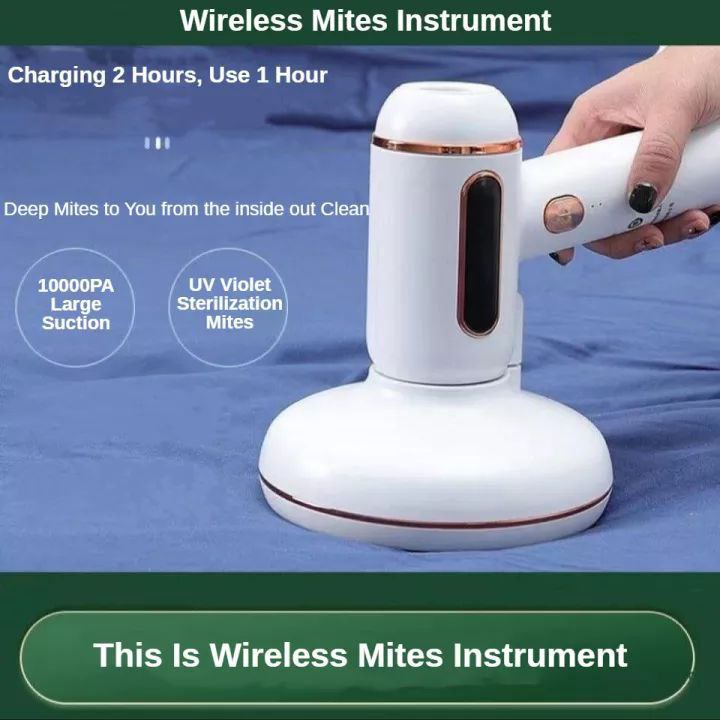 Wireless Mites Instrument
Charging 2 Hours, Use 1 Hour
Deep Mites to You from the inside out Clean
10000PA
Large
Suction
UV Violet
Sterilization
Mites
This Is Wireless Mites Instrument